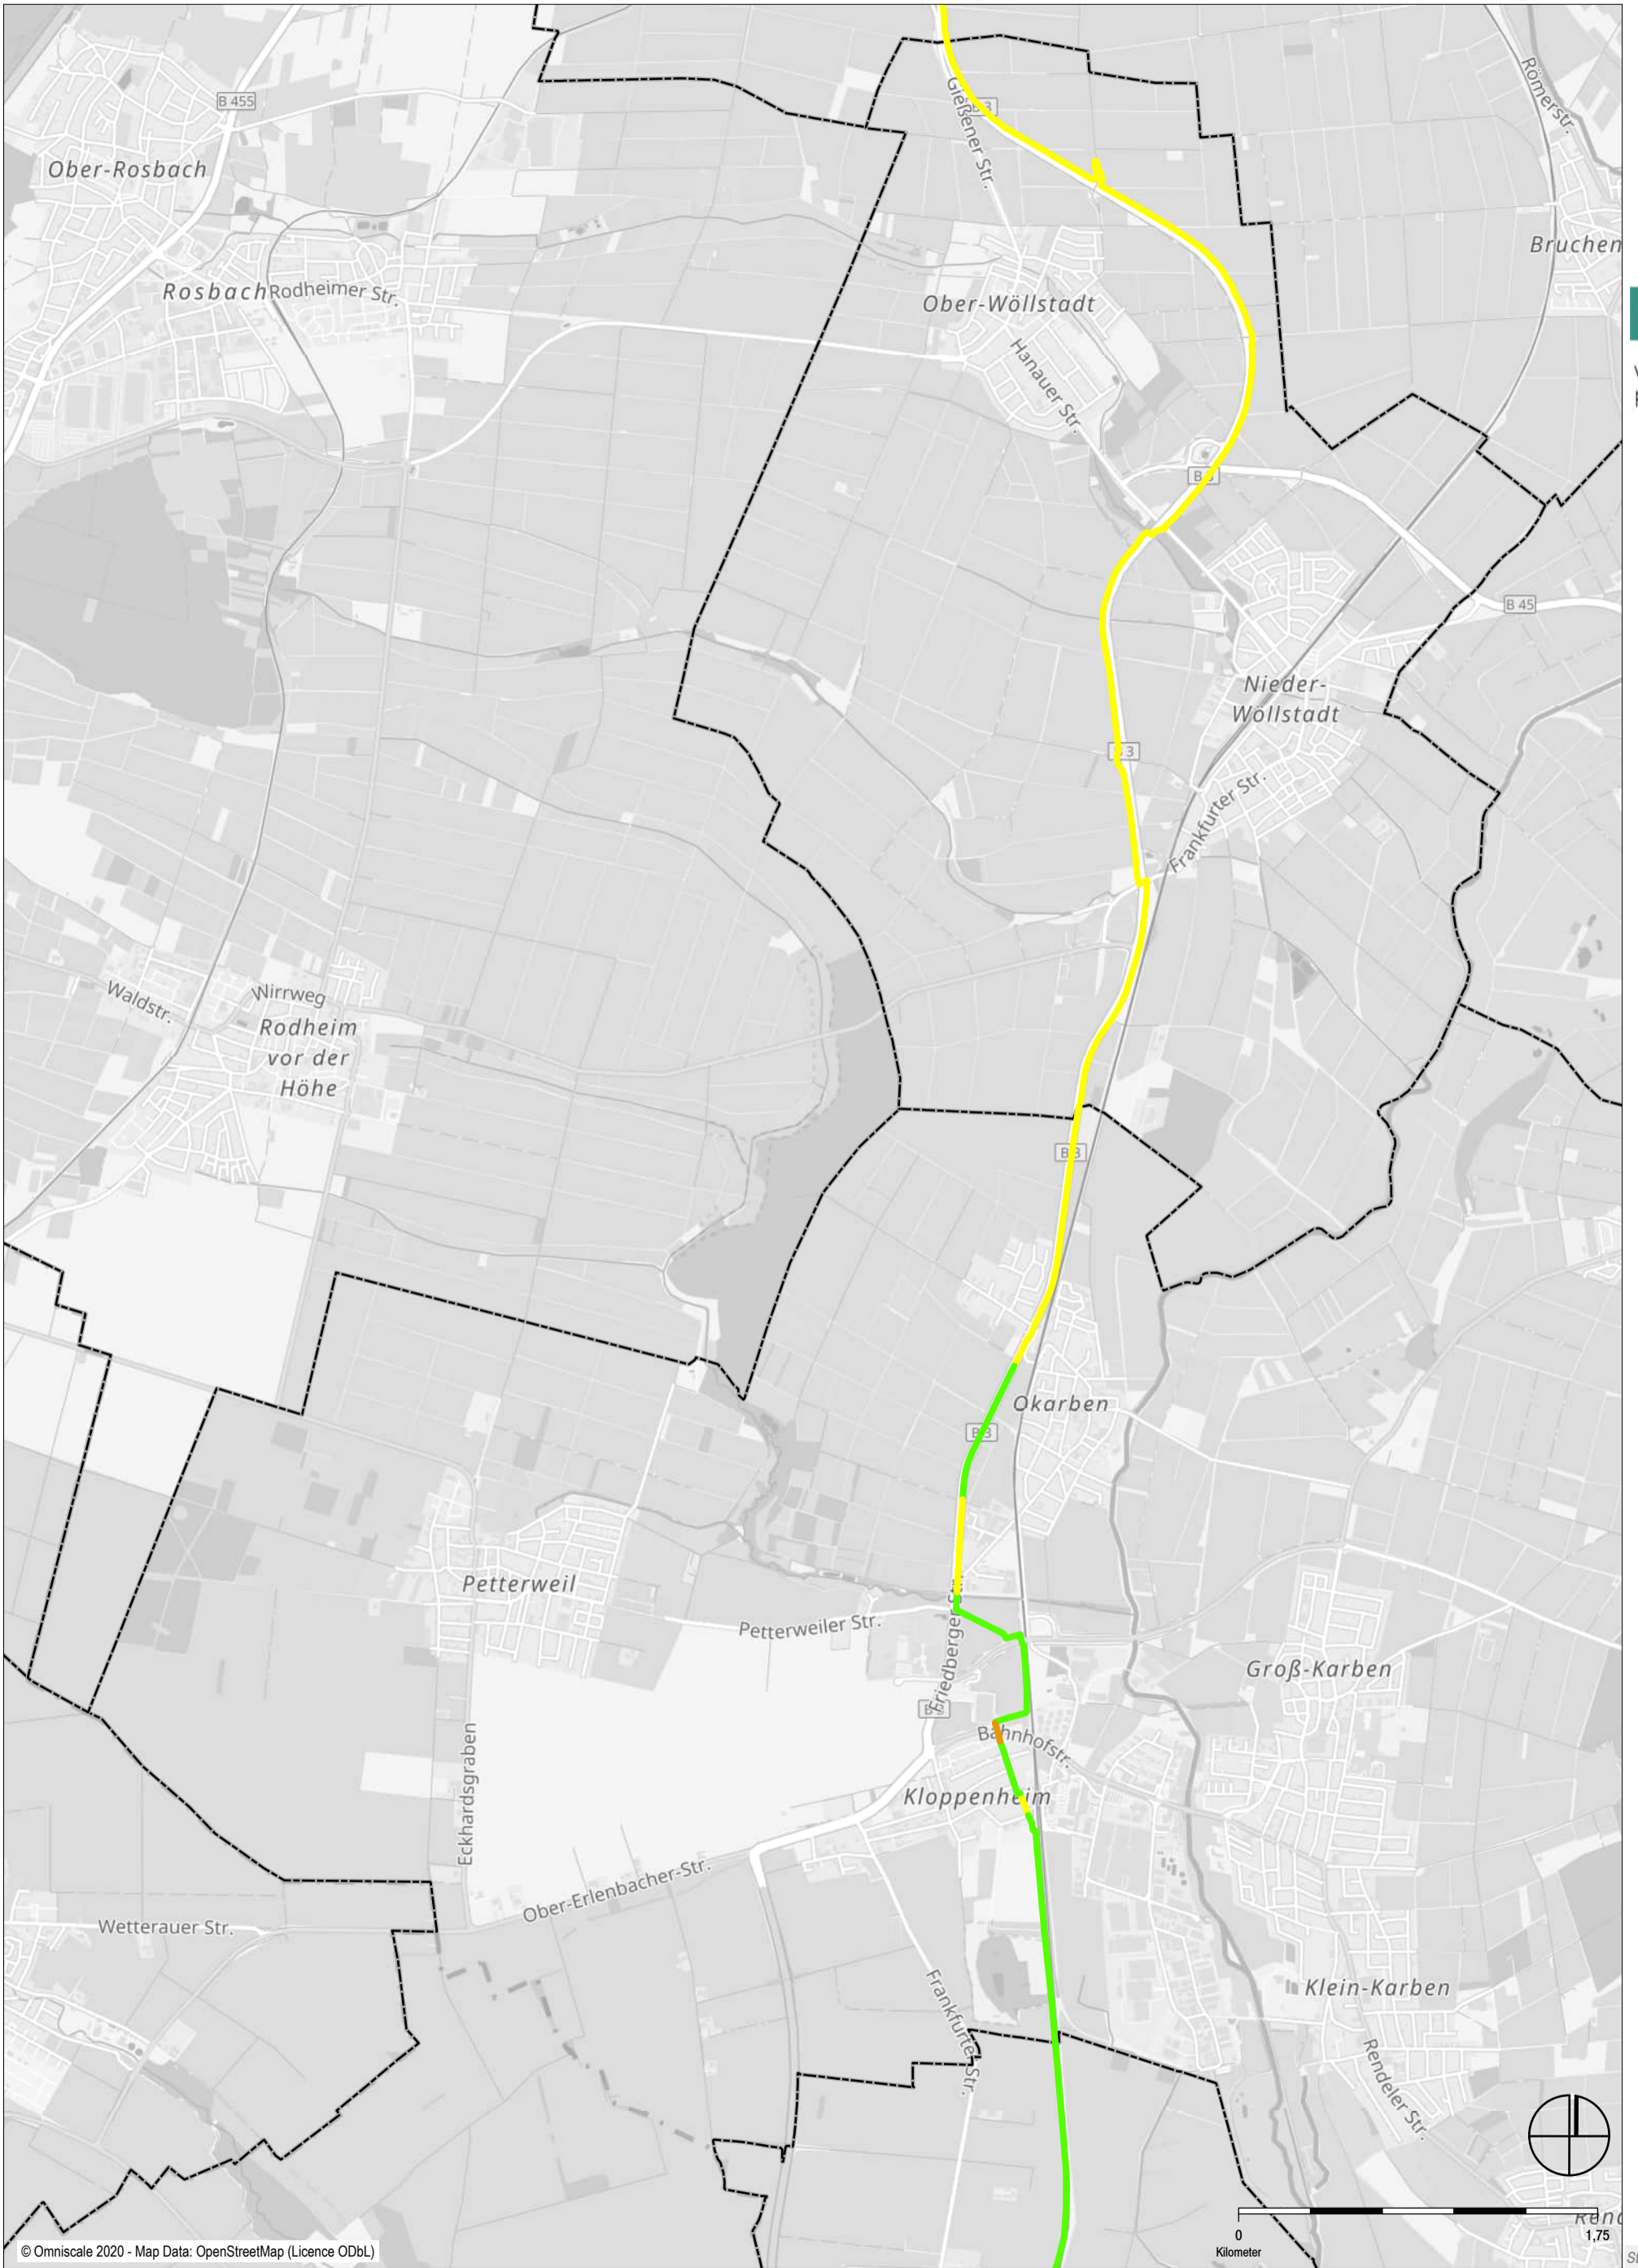 Römerstr.
B 455
B 3
Gießener Str.
Ober-Rosbach
Bruchen
Rosbach
Rodheimer Str.
Ober-Wöllstadt
Hanauer Str.
B 3
B 45
Nieder-
Wöllstadt
B 3
Frankfurter Str.
Waldstr.
Wirrweg
Rodheim
vor der
Höhe
B 3
Okarben
B 3
Petterweil
Petterweiler Str.
Friedberger Str.
Groß-Karben
Bahnhofstr.
Kloppenheim
Eckhardsgraben
Ober-Erlenbacher-Str.
Wetterauer Str.
Frankfurter Str.
Klein-Karben
Rendeler Str.
0
1,75
Kilometer
Rend
© Omniscale 2020 - Map Data: OpenStreetMap (Licence ODbL)